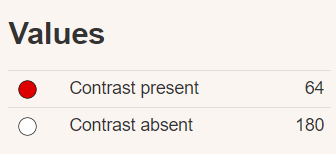 Values
Contrast present 64
Contrast absent 180